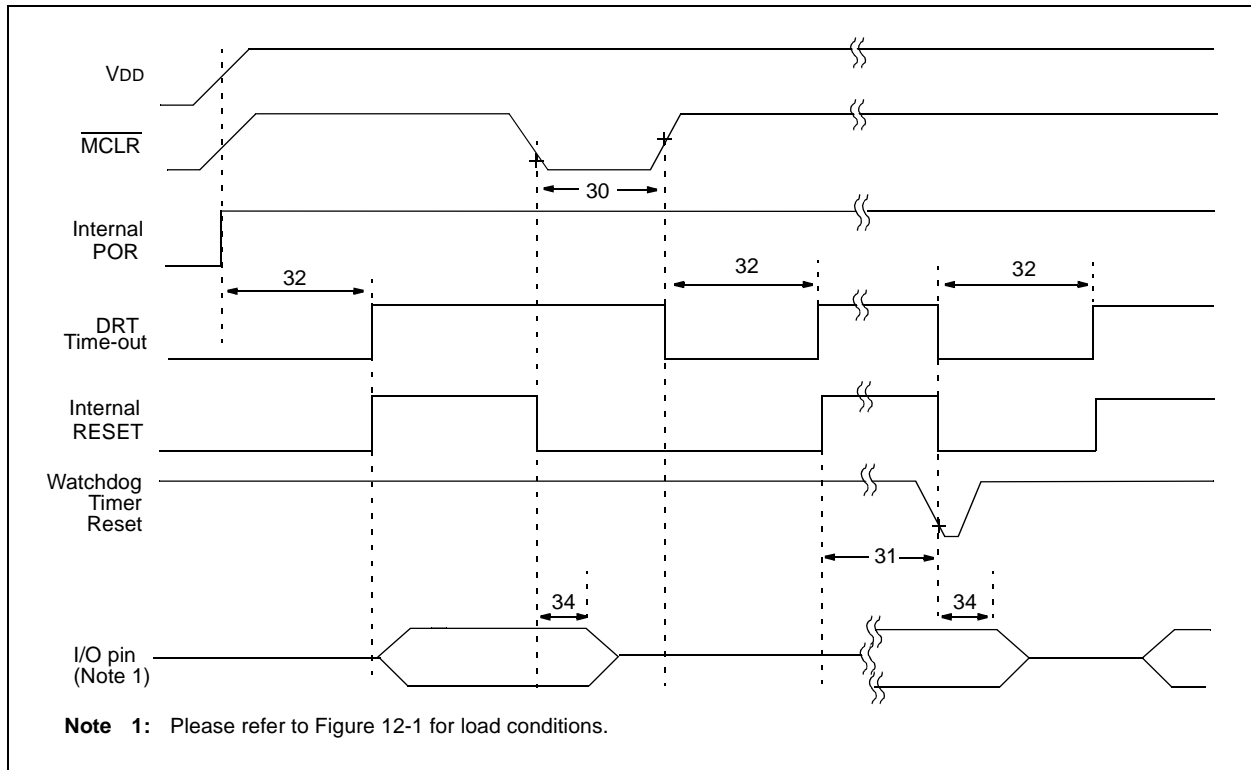 VDD
MCLR
30
Internal
POR
32
32
32
DRT
Time-out
Internal
RESET
Watchdog
Timer
Reset
31
34
34
I/O pin
(Note 1)
Note 1: Please refer to Figure 12-1 for load conditions.